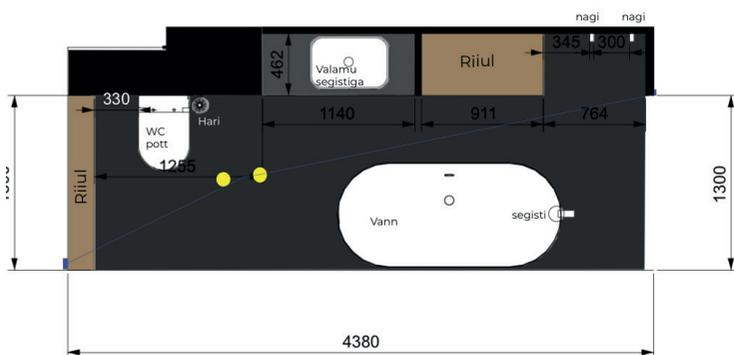 nagi
nagi
345
300
462
Valamu
segistiga
Riiul
330
Hari
WC
pott
1140
911
764
1255
Riiul
1300
Vann
segisti
4380